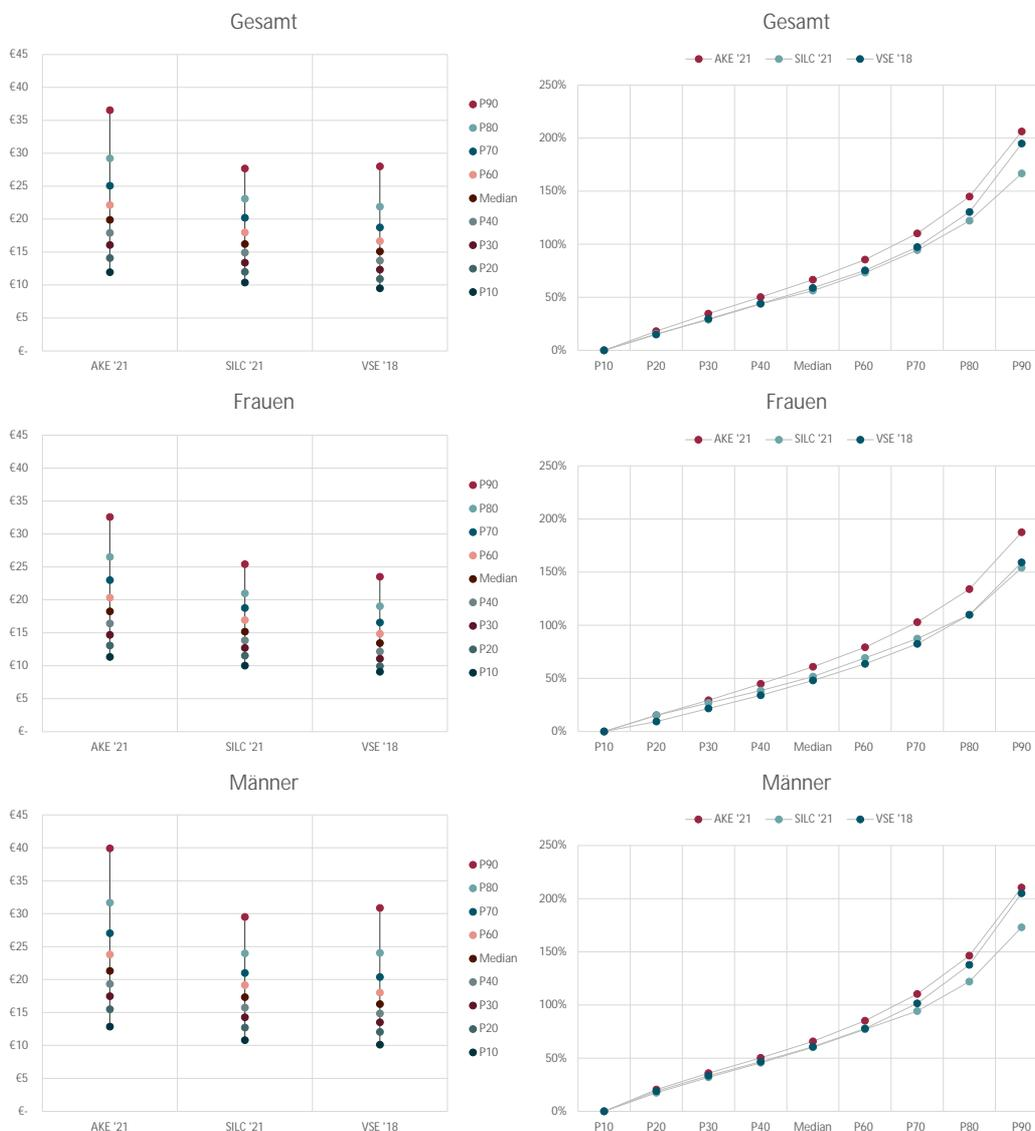 Gesamt
€45
€40
€35
€30
€25
€20
€15
€10
€5
€-
AKE '21 SILC '21 VSE '18
P90
P80
P70
P60
Median
P40
P30
P20
P10
Gesamt
AKE '21 SILC '21 VSE '18
250%
200%
150%
100%
50%
0%
P10 P20 P30 P40 Median P60 P70 P80 P90
Frauen
€45
€40
€35
€30
€25
€20
€15
€10
€5
€-
AKE '21 SILC '21 VSE '18
P90
P80
P70
P60
Median
P40
P30
P20
P10
Frauen
AKE '21 SILC '21 VSE '18
250%
200%
150%
100%
50%
0%
P10 P20 P30 P40 Median P60 P70 P80 P90
Männer
€45
€40
€35
€30
€25
€20
€15
€10
€5
€-
AKE '21 SILC '21 VSE '18
P90
P80
P70
P60
Median
P40
P30
P20
P10
Männer
AKE '21 SILC '21 VSE '18
250%
200%
150%
100%
50%
0%
P10 P20 P30 P40 Median P60 P70 P80 P90